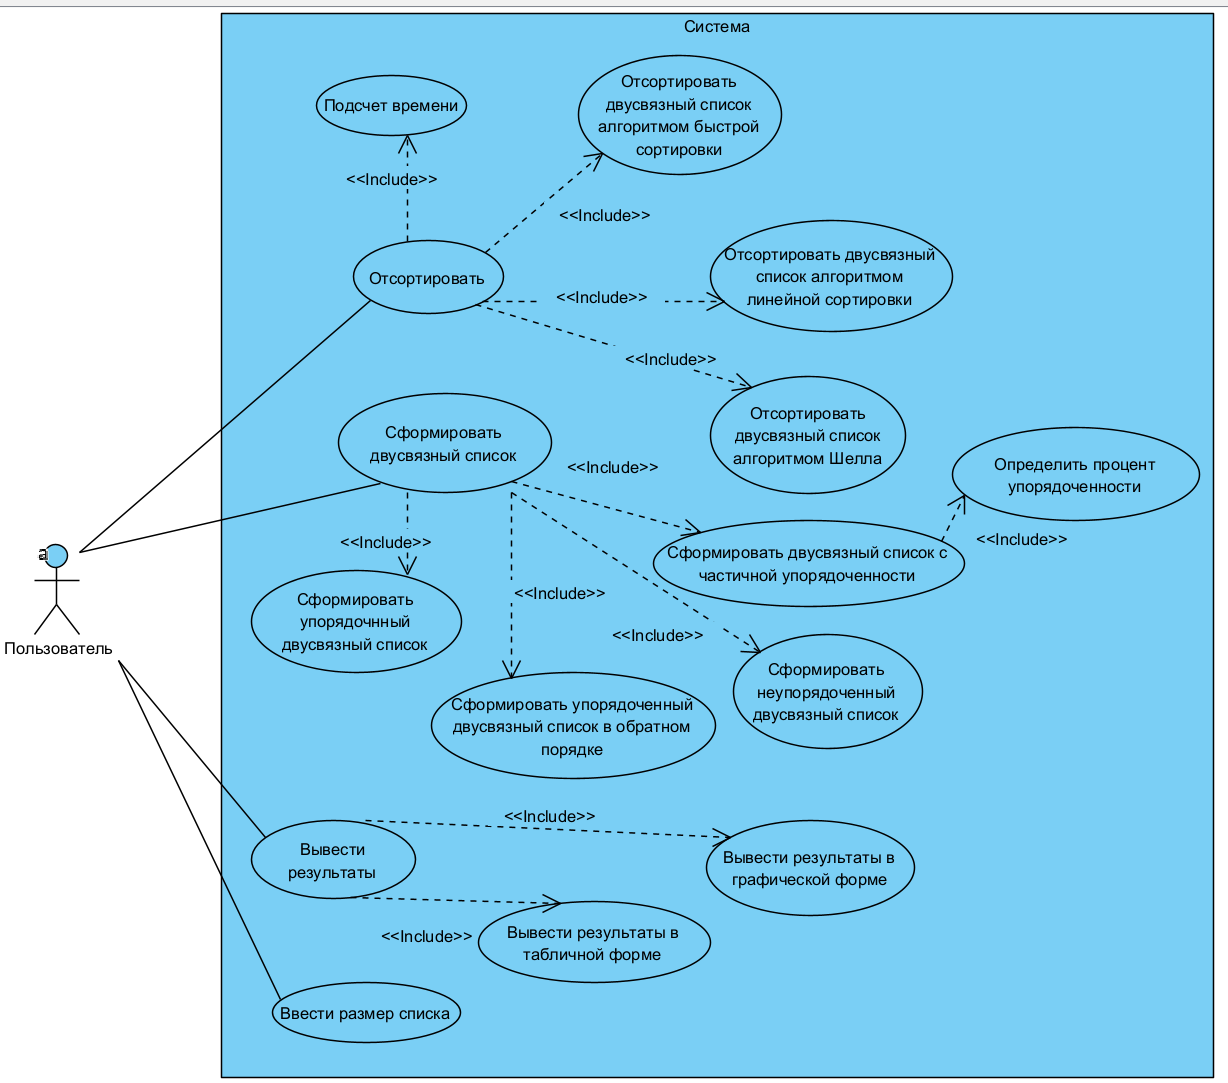 Система
Подсчет времени
Отсортировать
двусвязный список
алгоритмом быстрой
сортировки
<<Include>>
<<Include>>
Отсортировать
Отсортировать двусвязный
список алгоритмом
линейной сортировки
<<Include>>
<<Include>>
Отсортировать
двусвязный список
алгоритмом Шелла
Сформировать
двусвязный список
<<Include>>
Определить процент
упорядоченности
<<Include>>
<<Include>>
Сформировать двусвязный список с
частичной упорядоченности
a
Пользователь
Сформировать
упорядочнный
двусвязный список
<<Include>>
<<Include>>
Сформировать
неупорядоченный
двусвязный список
Сформировать упорядоченный
двусвязный список в обратном
порядке
<<Include>>
Вывести
результаты
Вывести результаты в
графической форме
<<Include>>
Вывести результаты в
табличной форме
Ввести размер списка